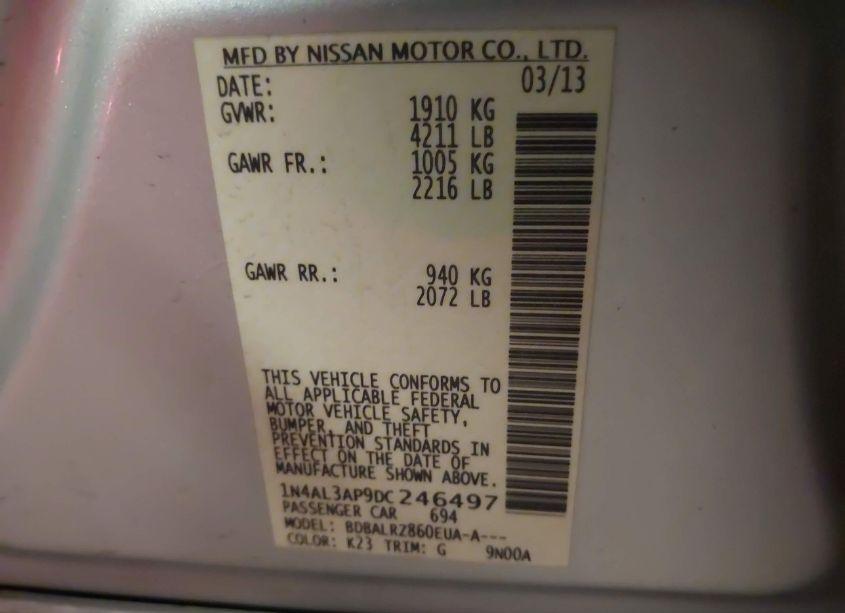 MFD BY NISSAN MOTOR CO., LTD.
DATE: 03/13
GVWR: 1910 KG
4211 LB
GAWR FR.: 1005 KG
2216 LB
GAWR RR.: 940 KG
2072 LB
THIS VEHICLE CONFORMS TO
ALL APPLICABLE FEDERAL
MOTOR VEHICLE SAFETY,
BUMPER, AND THEFT
PREVENTION STANDARDS IN
EFFECT ON THE DATE OF
MANUFACTURE SHOWN ABOVE.
1N4AL3AP9DC246497
PASSENGER CAR 694
MODEL: BDBALRZ860EUA-A---
COLOR: K23 TRIM: G 9N00A